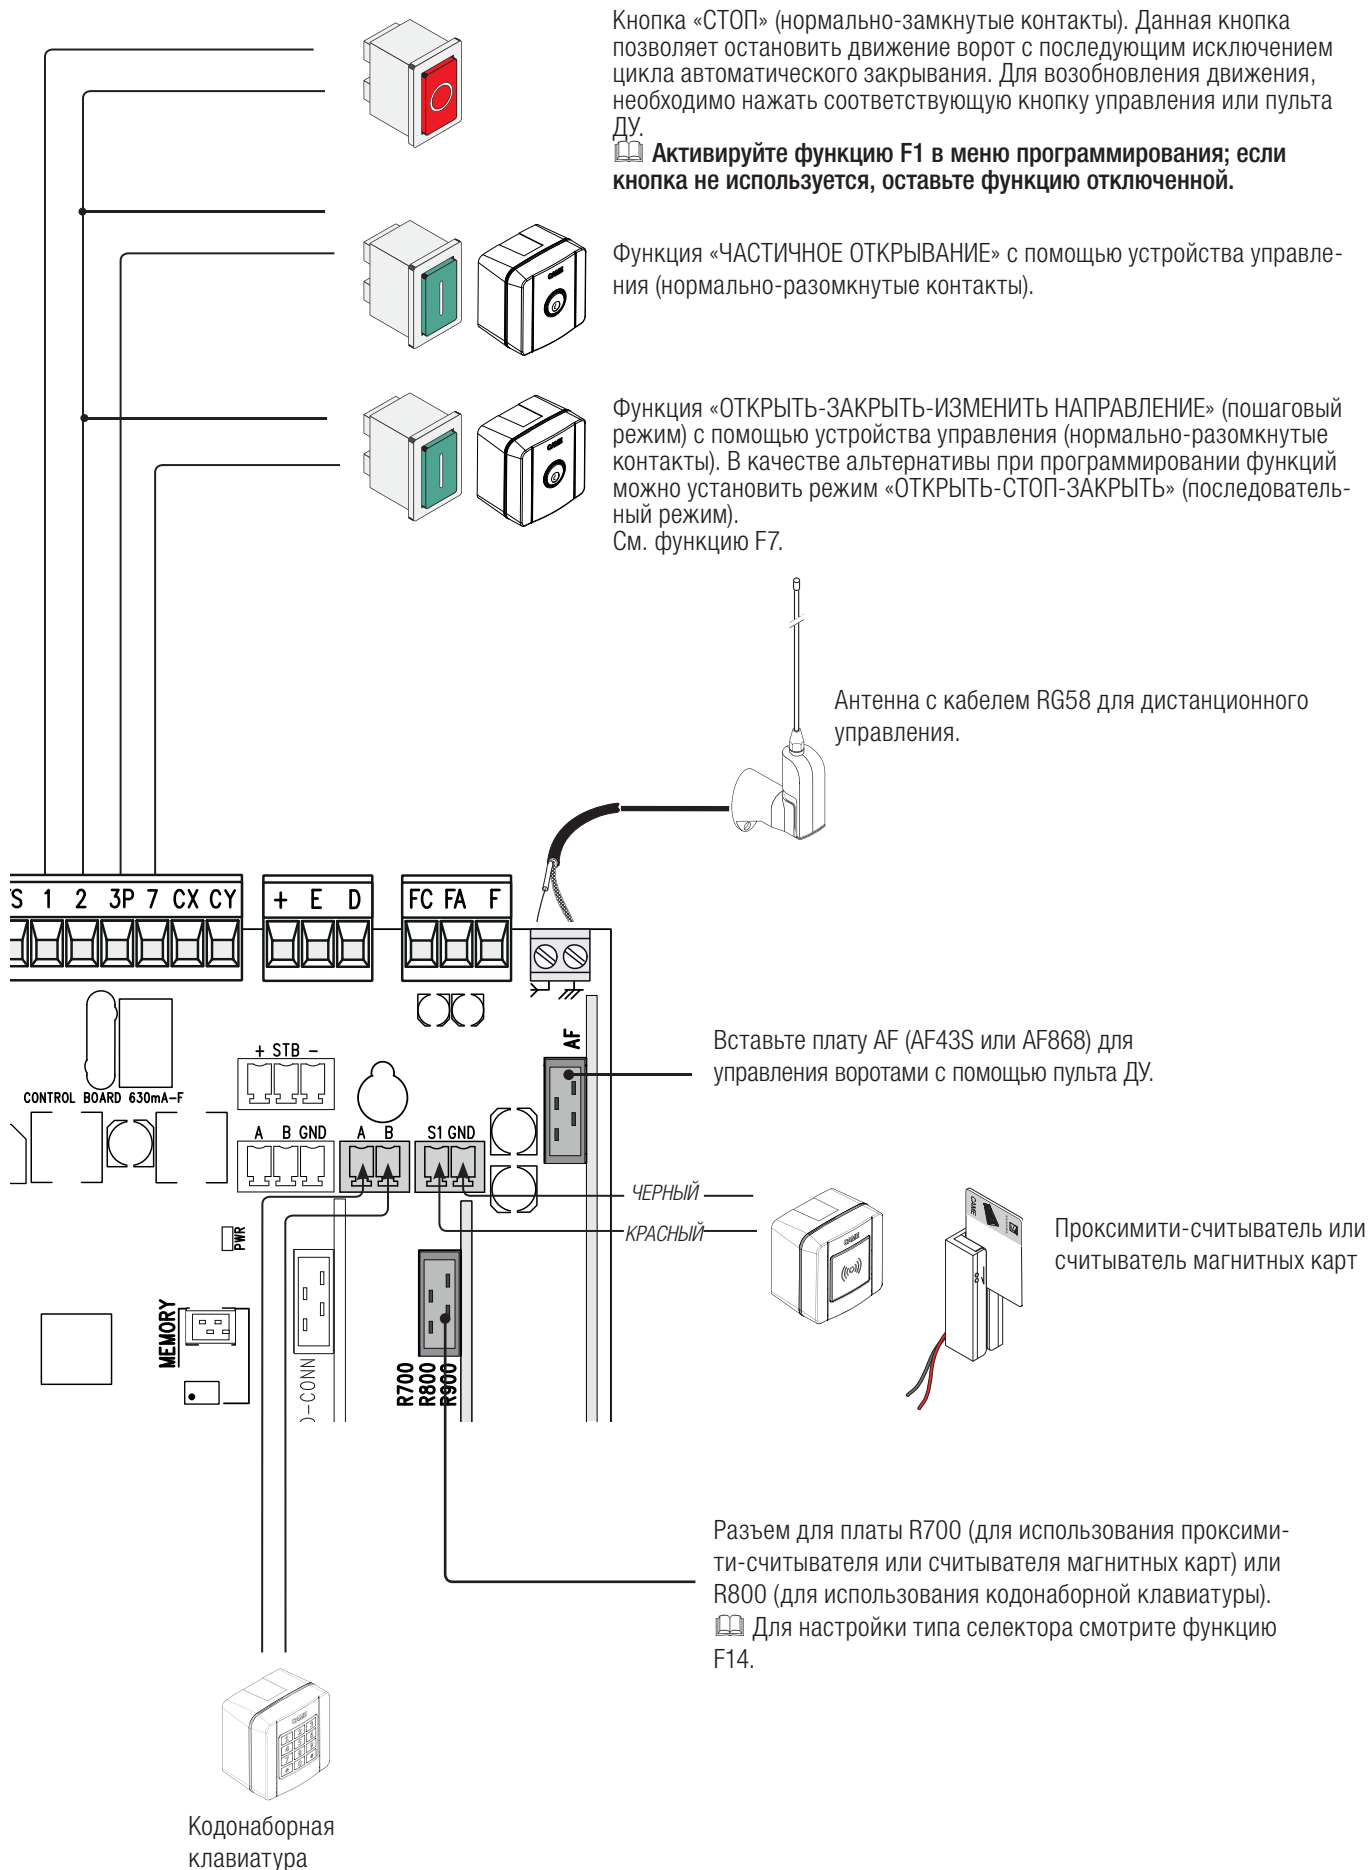 Кнопка «СТОП» (нормально-замкнутые контакты). Данная кнопка
позволяет остановить движение ворот с последующим исключением
цикла автоматического закрывания. Для возобновления движения,
необходимо нажать соответствующую кнопку управления или пульта
ДУ.
Активируйте функцию F1 в меню программирования; если
кнопка не используется, оставьте функцию отключенной.
Функция «ЧАСТИЧНОЕ ОТКРЫВАНИЕ» с помощью устройства управле-
ния (нормально-разомкнутые контакты).
CAME
Функция «ОТКРЫТЬ-ЗАКРЫТЬ-ИЗМЕНИТЬ НАПРАВЛЕНИЕ» (пошаговый
режим) с помощью устройства управления (нормально-разомкнутые
контакты). В качестве альтернативы при программировании функций
можно установить режим «ОТКРЫТЬ-СТОП-ЗАКРЫТЬ» (последователь-
ный режим).
См. функцию F7.
CAME
Антенна с кабелем RG58 для дистанционного
управления.
TS 1 2 3P 7 CX CY
+ E D
FC FA F
AF
Вставьте плату AF (AF43S или AF868) для
управления воротами с помощью пульта ДУ.
+ STB -
CONTROL BOARD 630mA-F
A B GND
A B
S1 GND
ЧЕРНЫЙ
КРАСНЫЙ
CAME
CAME
Проксимити-считыватель или
считыватель магнитных карт
PWR
MEMORY
O-CONN
R700
R800
R900
Разъем для платы R700 (для использования проксими-
ти-считывателя или считывателя магнитных карт) или
R800 (для использования кодонаборной клавиатуры).
Для настройки типа селектора смотрите функцию
F14.
CAME
Кодонаборная
клавиатура